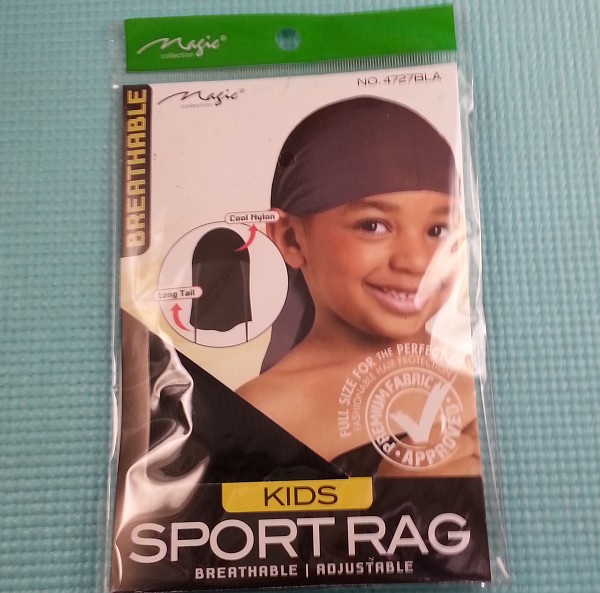 Magic®
collection
Magic®
collection
NO. 4727BLA
BREATHABLE
Cool Nylon
Long Tail
FULL SIZE FOR THE PERFECT
FASHIONABLE HAIR PROTECTION
PREMIUM FABRIC
• APPROVED •
KIDS
SPORT RAG
BREATHABLE | ADJUSTABLE